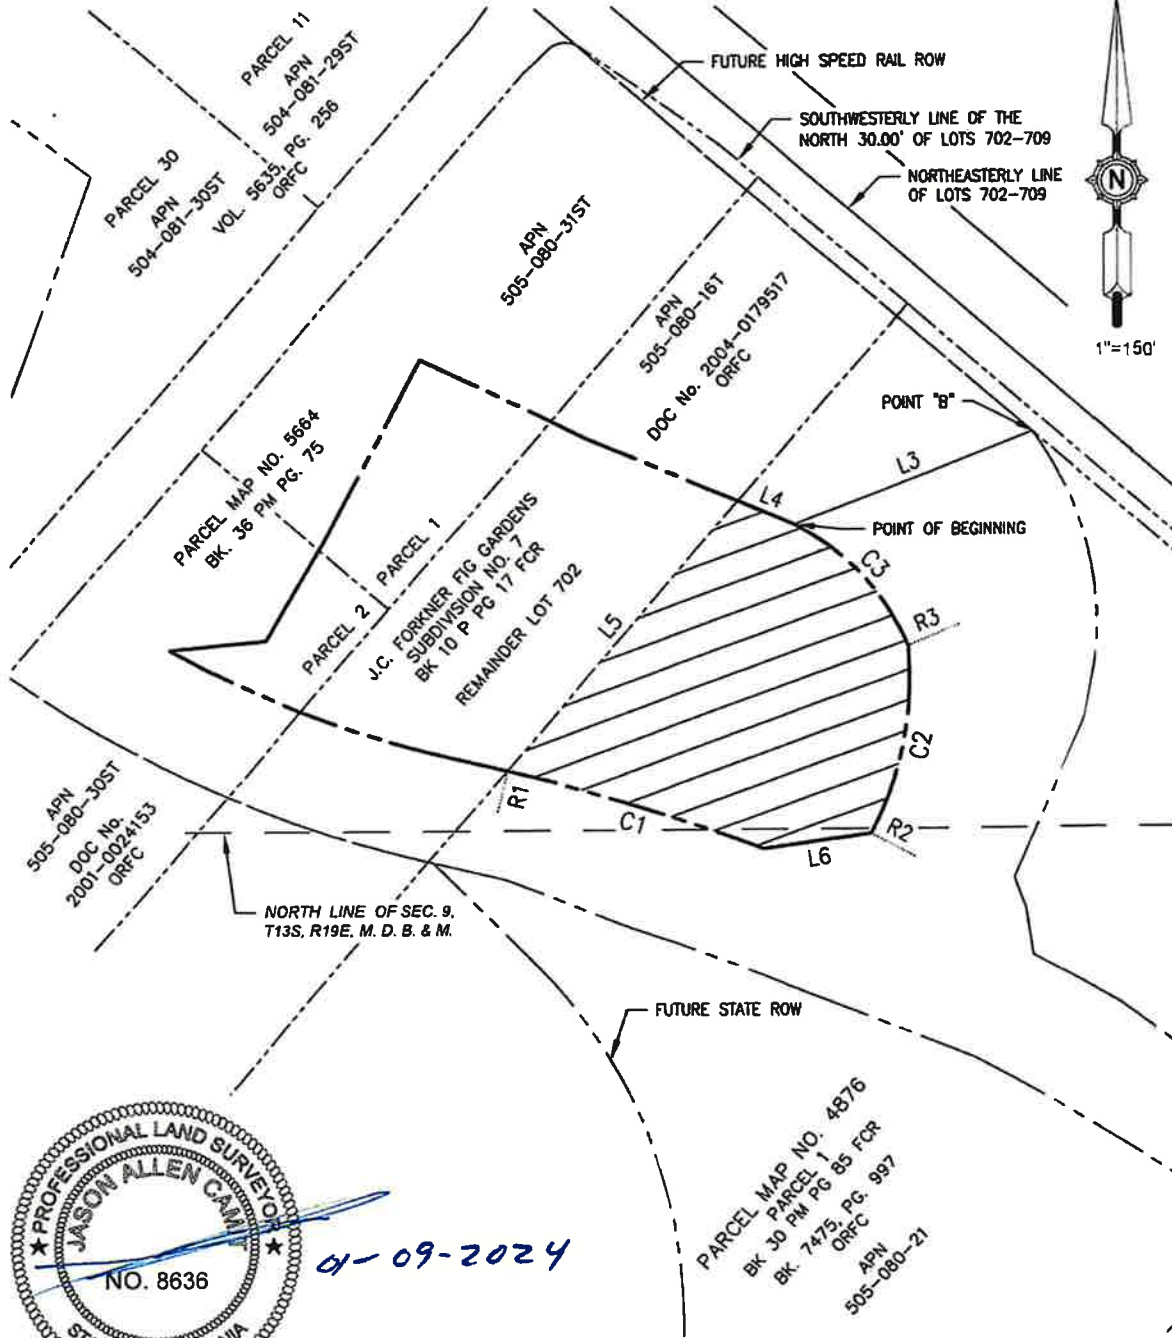 PARCEL 11
APN
504-081-29ST
PARCEL 30
APN
504-081-30ST
VOL. 5635, PG. 256
ORFC
FUTURE HIGH SPEED RAIL ROW
SOUTHWESTERLY LINE OF THE
NORTH 30.00' OF LOTS 702-709
NORTHEASTERLY LINE
OF LOTS 702-709
N
1"=150'
APN
505-080-31ST
APN
505-080-16T
DOC No. 2004-0179517
ORFC
POINT "B"
L3
L4
POINT OF BEGINNING
C3
R3
PARCEL MAP NO. 5664
BK. 36 PM PG. 75
PARCEL 1
PARCEL 2
J.C. FORKNER FIG GARDENS
SUBDIVISION NO. 7
BK 10 P PG 17 FCR
REMAINDER LOT 702
L5
C2
R1
C1
R2
L6
APN
505-080-30ST
DOC No.
2001-0024153
ORFC
NORTH LINE OF SEC. 9,
T13S, R19E, M. D. B. & M.
FUTURE STATE ROW
PARCEL MAP NO. 4876
PARCEL 1
BK 30 PM PG 85 FCR
BK. 7475, PG. 997
ORFC
APN
505-080-21
PROFESSIONAL LAND SURVEYOR
JASON ALLEN
NO. 8636
01-09-2024